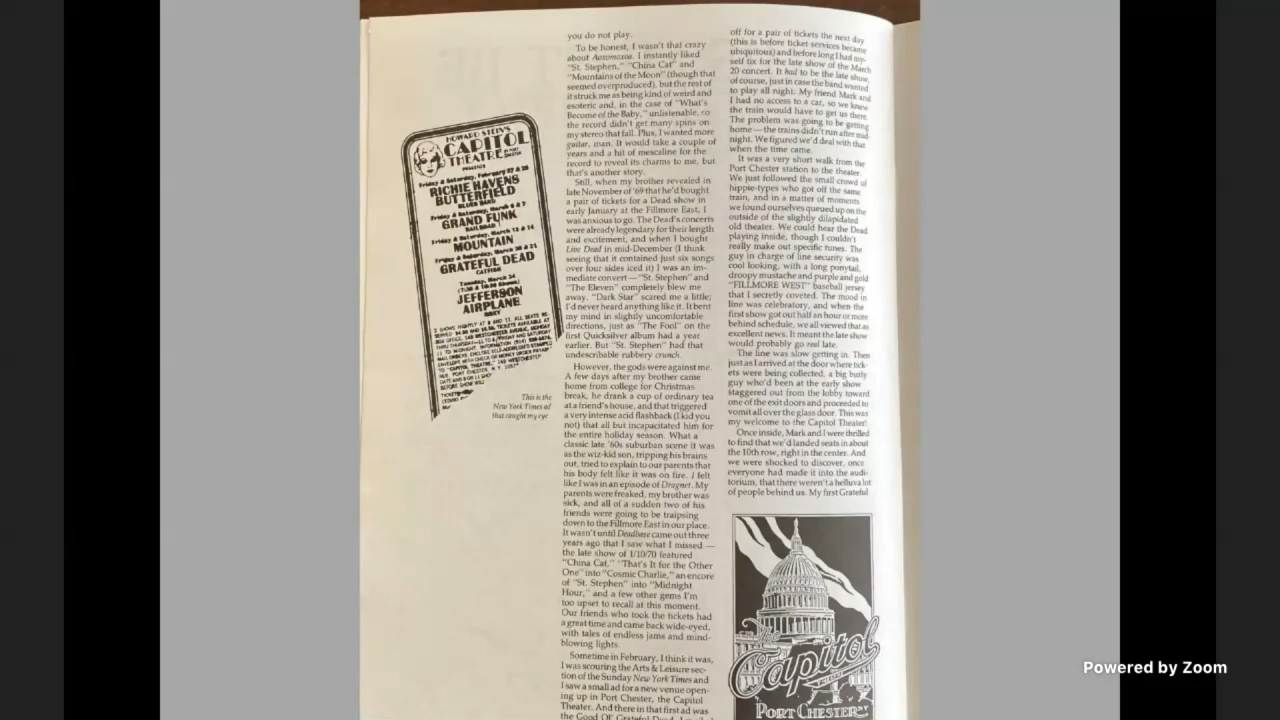 HOWARD STEIN'S
CAPITOL
THEATRE IN PORT CHESTER
PRESENTS
Friday & Saturday, February 27 & 28
RICHIE HAVENS
BUTTERFIELD
BLUES BAND
Friday & Saturday, March 6 & 7
GRAND FUNK
RAILROAD
Friday & Saturday, March 13 & 14
MOUNTAIN
Friday & Saturday, March 20 & 21
GRATEFUL DEAD
CATFISH
Tuesday, March 24
JEFFERSON
AIRPLANE
This is the
New York Times ad
that caught my eye
you do not play.
To be honest, I wasn't that crazy
about Aoxomoxoa. I instantly liked
"St. Stephen," "China Cat" and
"Mountains of the Moon" (though that
seemed overproduced), but the rest of
it struck me as being kind of weird and
esoteric and, in the case of "What's
Become of the Baby," unlistenable, so
the record didn't get many spins on
my stereo that fall. Plus, I wanted more
guitar, man. It would take a couple of
years and a hit of mescaline for the
record to reveal its charms to me, but
that's another story.
Still, when my brother revealed in
late November of '69 that he'd bought
a pair of tickets for a Dead show in
early January at the Fillmore East, I
was anxious to go. The Dead's concerts
were already legendary for their length
and excitement, and when I bought
Live Dead in mid-December (I think
seeing that it contained just six songs
over four sides iced it) I was an im-
mediate convert — "St. Stephen" and
"The Eleven" completely blew me
away. "Dark Star" scared me a little;
I'd never heard anything like it. It bent
my mind in slightly uncomfortable
directions, just as "The Fool" on the
first Quicksilver album had a year
earlier. But "St. Stephen" had that
undescribable rubbery crunch.
However, the gods were against me.
A few days after my brother came
home from college for Christmas
break, he drank a cup of ordinary tea
at a friend's house, and that triggered
a very intense acid flashback (I kid you
not) that all but incapacitated him for
the entire holiday season. What a
classic late '60s suburban scene it was
as the wiz-kid son, tripping his brains
out, tried to explain to our parents that
his body felt like it was on fire. I felt
like I was in an episode of Dragnet. My
parents were freaked, my brother was
sick, and all of a sudden two of his
friends were going to be traipsing
down to the Fillmore East in our place.
It wasn't until Deadbase came out three
years ago that I saw what I missed —
the late show of 1/10/70 featured
"China Cat," "That's It for the Other
One" into "Cosmic Charlie," an encore
of "St. Stephen" into "Midnight
Hour," and a few other gems I'm
too upset to recall at this moment.
Our friends who took the tickets had
a great time and came back wide-eyed,
with tales of endless jams and mind-
blowing lights.
Sometime in February, I think it was,
I was scouring the Arts & Leisure sec-
tion of the Sunday New York Times and
I saw a small ad for a new venue open-
ing up in Port Chester, the Capitol
Theater. And there in that first ad was
the Good Ol' Grateful Dead. I mailed
off for a pair of tickets the next day
(this is before ticket services became
ubiquitous) and before long I had my-
self tix for the late show of the March
20 concert. It had to be the late show,
of course, just in case the band wanted
to play all night. My friend Mark and
I had no access to a car, so we knew
the train would have to get us there.
The problem was going to be getting
home — the trains didn't run after mid-
night. We figured we'd deal with that
when the time came.
It was a very short walk from the
Port Chester station to the theater.
We just followed the small crowd of
hippie-types who got off the same
train, and in a matter of moments
we found ourselves queued up on the
outside of the slightly dilapidated
old theater. We could hear the Dead
playing inside, though I couldn't
really make out specific tunes. The
guy in charge of line security was
cool looking, with a long ponytail,
droopy mustache and purple and gold
"FILLMORE WEST" baseball jersey
that I secretly coveted. The mood in
line was celebratory, and when the
first show got out half an hour or more
behind schedule, we all viewed that as
excellent news. It meant the late show
would probably go real late.
The line was slow getting in. Then
just as I arrived at the door where tick-
ets were being collected, a big burly
guy who'd been at the early show
staggered out from the lobby toward
one of the exit doors and proceeded to
vomit all over the glass door. This was
my welcome to the Capitol Theater!
Once inside, Mark and I were thrilled
to find that we'd landed seats in about
the 10th row, right in the center. And
we were shocked to discover, once
everyone had made it into the audi-
torium, that there weren't a helluva lot
of people behind us. My first Grateful
The
Capitol
PORT CHESTER
Powered by Zoom